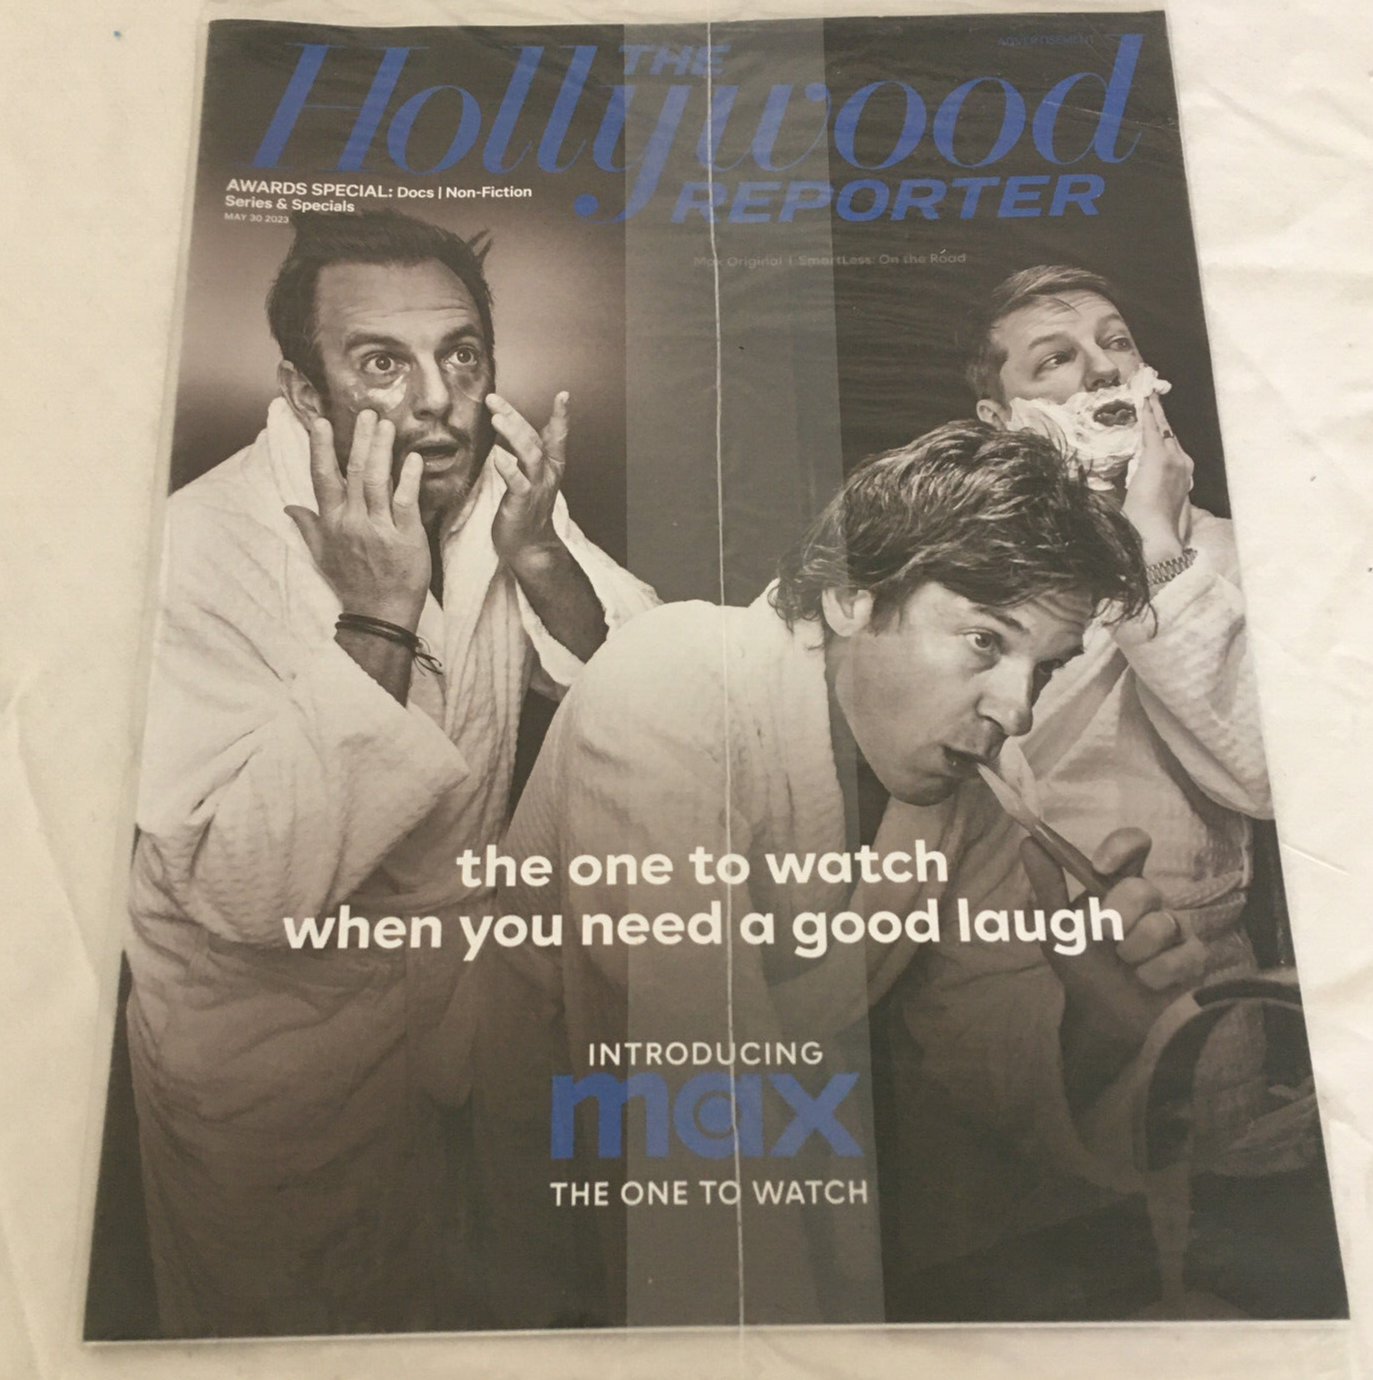 ADVERTISEMENT
THE
Hollywood
REPORTER
AWARDS SPECIAL: Docs | Non-Fiction
Series & Specials
MAY 30 2023
Max Original | SmartLess: On the Road
the one to watch
when you need a good laugh
INTRODUCING
max
THE ONE TO WATCH